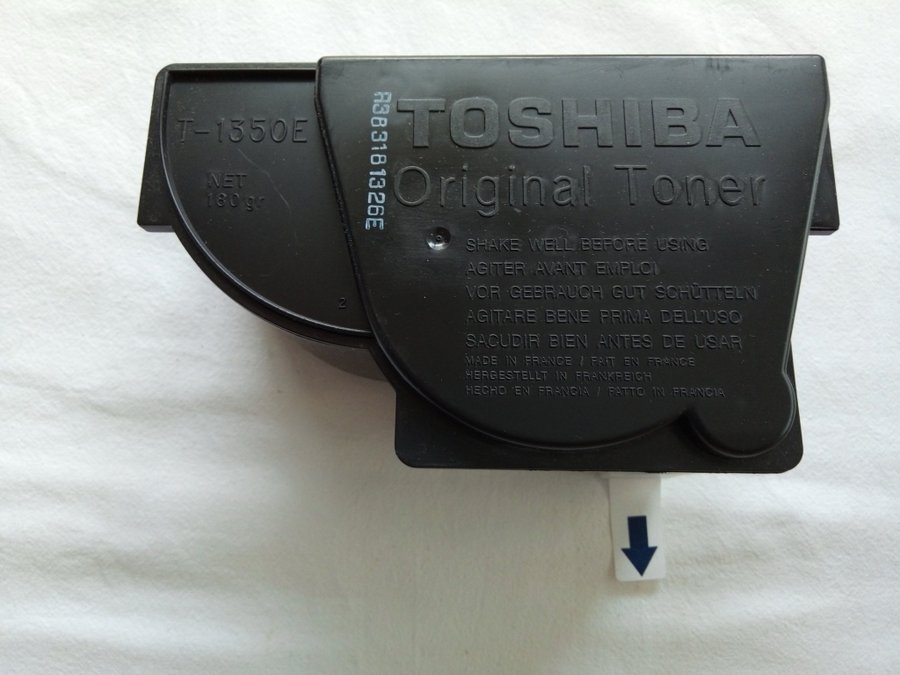 T-1350E
NET
180 gr
2
A383181326E
TOSHIBA
Original Toner
SHAKE WELL BEFORE USING
AGITER AVANT EMPLOI
VOR GEBRAUCH GUT SCHÜTTELN
AGITARE BENE PRIMA DELL'USO
SACUDIR BIEN ANTES DE USAR
MADE IN FRANCE / FAIT EN FRANCE
HERGESTELLT IN FRANKREICH
HECHO EN FRANCIA / FATTO IN FRANCIA